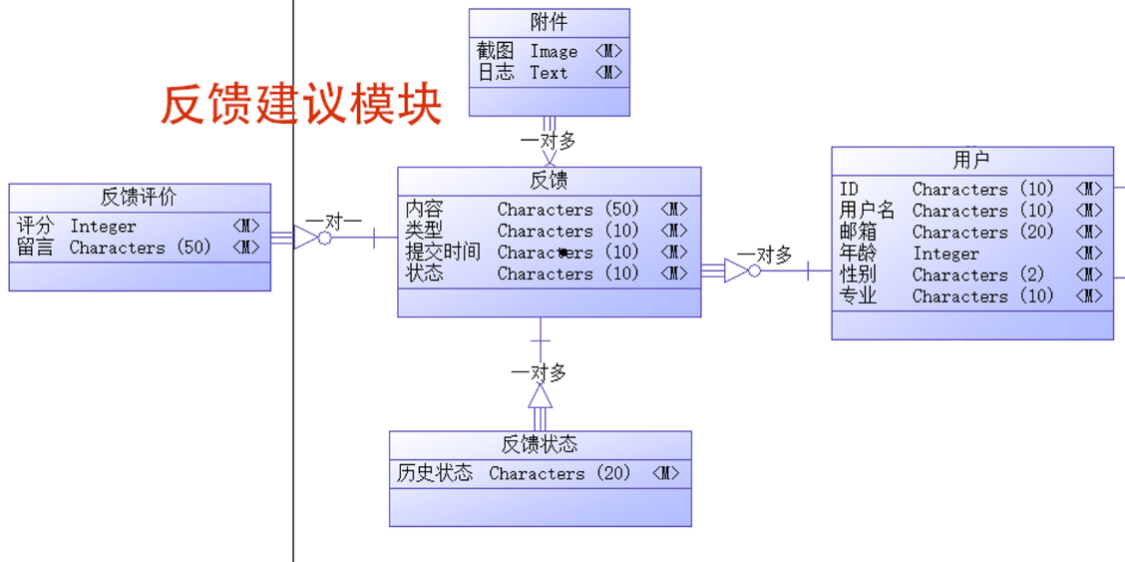 附件
截图 Image <M>
日志 Text <M>
反馈建议模块
一对多
反馈评价
评分 Integer <M>
留言 Characters (50) <M>
一对一
反馈
内容 Characters (50) <M>
类型 Characters (10) <M>
提交时间 Characters (10) <M>
状态 Characters (10) <M>
一对多
用户
ID Characters (10) <M>
用户名 Characters (10) <M>
邮箱 Characters (20) <M>
年龄 Integer <M>
性别 Characters (2) <M>
专业 Characters (10) <M>
一对多
反馈状态
历史状态 Characters (20) <M>